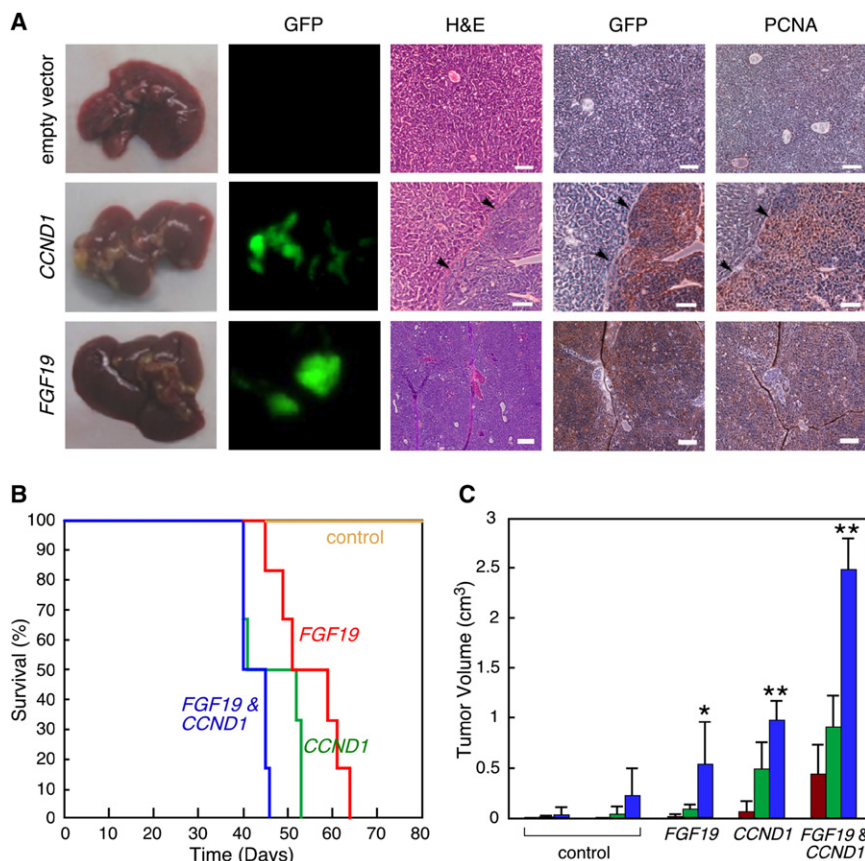 A
GFP
H&E
GFP
PCNA
empty vector
CCND1
FGF19
B
100
90
80
70
60
50
40
30
20
10
0
Survival (%)
0 10 20 30 40 50 60 70 80
Time (Days)
control
FGF19
FGF19 &
CCND1
CCND1
C
3
2.5
2
1.5
1
0.5
0
Tumor Volume (cm³)
*
**
**
control
FGF19
CCND1
FGF19 &
CCND1